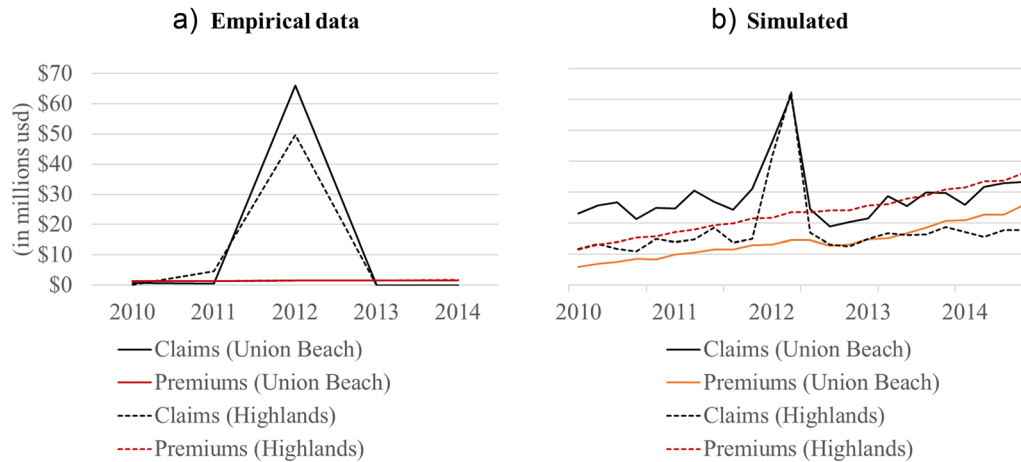 a) Empirical data
(in millions usd)
$70
$60
$50
$40
$30
$20
$10
$0
2010 2011 2012 2013 2014
Claims (Union Beach)
Premiums (Union Beach)
Claims (Highlands)
Premiums (Highlands)
b) Simulated
2010 2011 2012 2013 2014
Claims (Union Beach)
Premiums (Union Beach)
Claims (Highlands)
Premiums (Highlands)